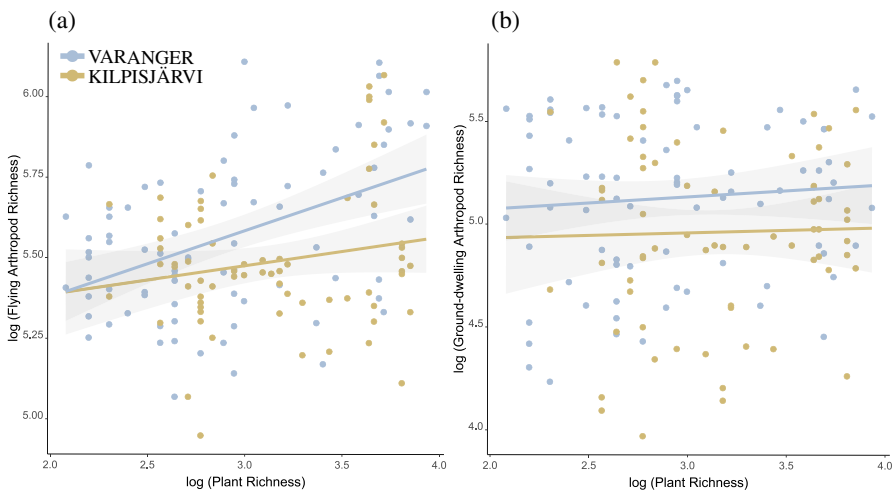 (a)
VARANGER
KILPISJÄRVI
log (Flying Arthropod Richness)
6.00
5.75
5.50
5.25
5.00
2.0
2.5
3.0
3.5
4.0
log (Plant Richness)
(b)
log (Ground-dwelling Arthropod Richness)
5.5
5.0
4.5
4.0
2.0
2.5
3.0
3.5
4.0
log (Plant Richness)